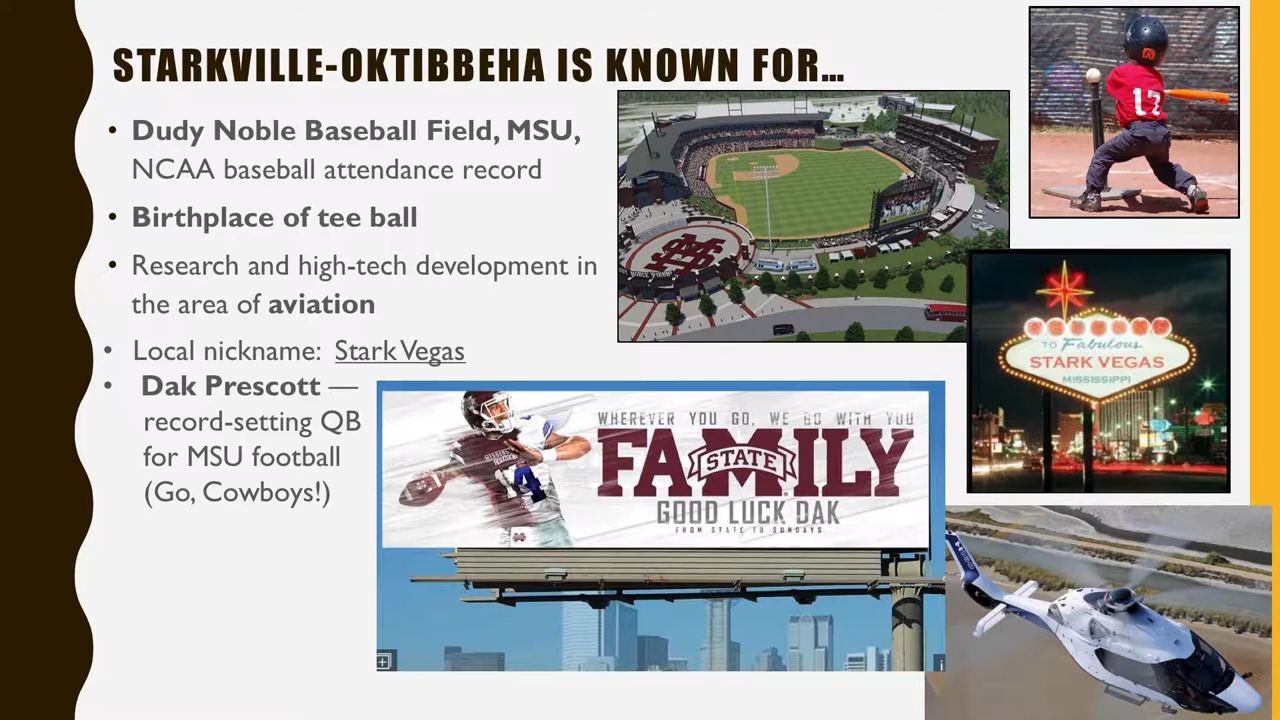 STARKVILLE-OKTIBBEHA IS KNOWN FOR…
• Dudy Noble Baseball Field, MSU,
NCAA baseball attendance record
• Birthplace of tee ball
• Research and high-tech development in
the area of aviation
• Local nickname: Stark Vegas
• Dak Prescott —
record-setting QB
for MSU football
(Go, Cowboys!)
17
WELCOME
TO Fabulous
STARK VEGAS
MISSISSIPPI
WHEREVER YOU GO, WE GO WITH YOU
FAMILY
STATE
GOOD LUCK DAK
FROM STATE TO SUNDAYS